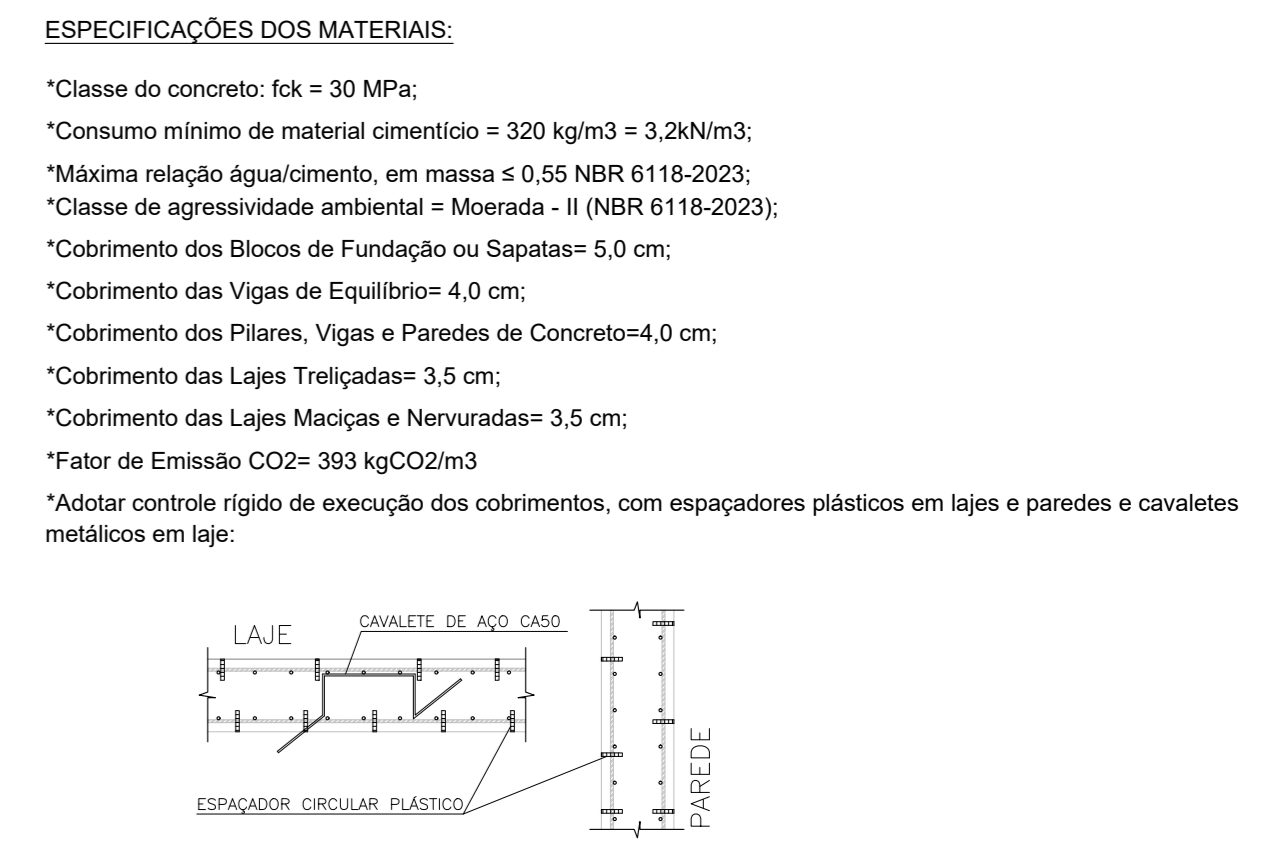 ESPECIFICAÇÕES DOS MATERIAIS:
*Classe do concreto: fck = 30 MPa;
*Consumo mínimo de material cimentício = 320 kg/m3 = 3,2kN/m3;
*Máxima relação água/cimento, em massa ≤ 0,55 NBR 6118-2023;
*Classe de agressividade ambiental = Moerada - II (NBR 6118-2023);
*Cobrimento dos Blocos de Fundação ou Sapatas= 5,0 cm;
*Cobrimento das Vigas de Equilíbrio= 4,0 cm;
*Cobrimento dos Pilares, Vigas e Paredes de Concreto=4,0 cm;
*Cobrimento das Lajes Treliçadas= 3,5 cm;
*Cobrimento das Lajes Maciças e Nervuradas= 3,5 cm;
*Fator de Emissão CO2= 393 kgCO2/m3
*Adotar controle rígido de execução dos cobrimentos, com espaçadores plásticos em lajes e paredes e cavaletes
metálicos em laje:
LAJE
CAVALETE DE AÇO CA50
PAREDE
ESPAÇADOR CIRCULAR PLÁSTICO